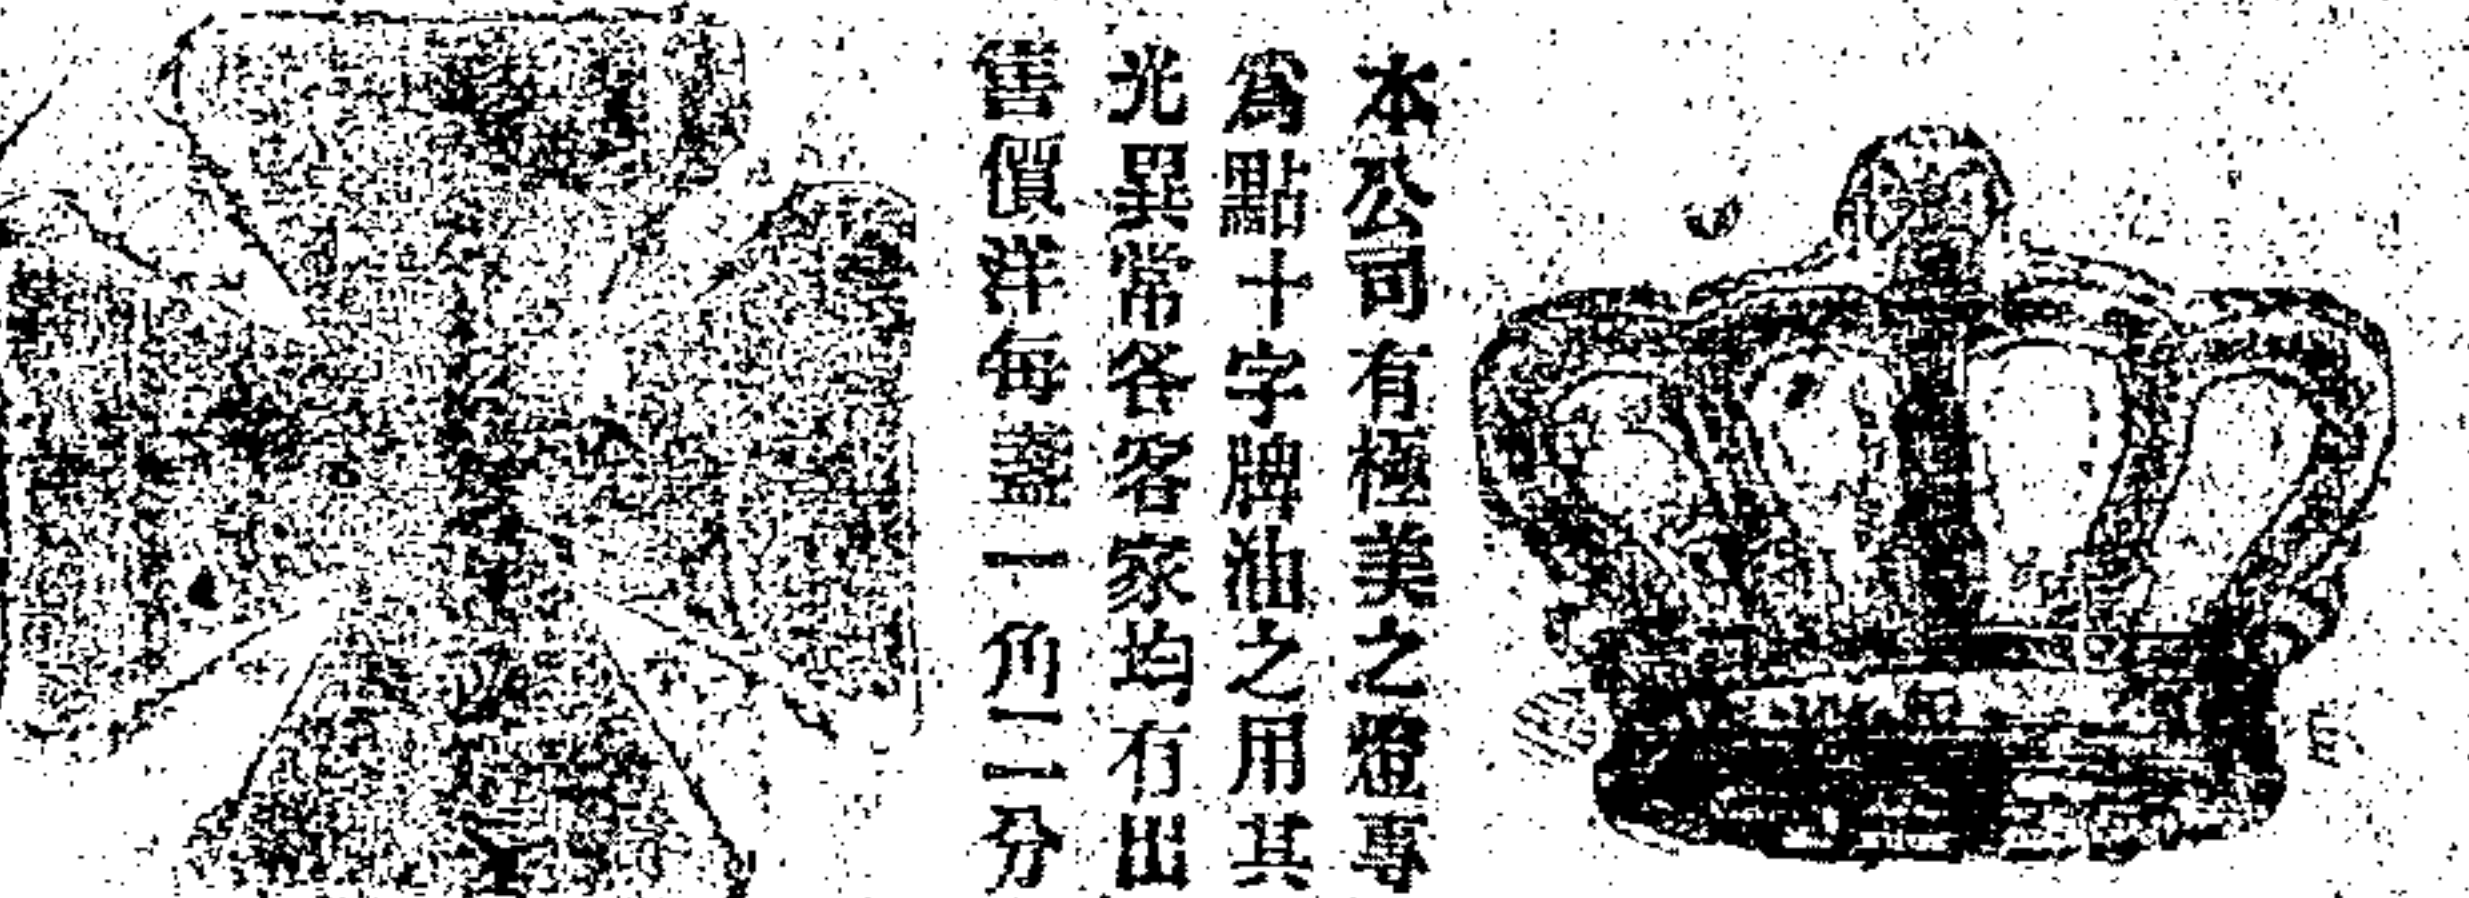 本公司有極美之燈專
爲點十字牌油之用其
光異常各客家均有出
售價洋每盞一角二分